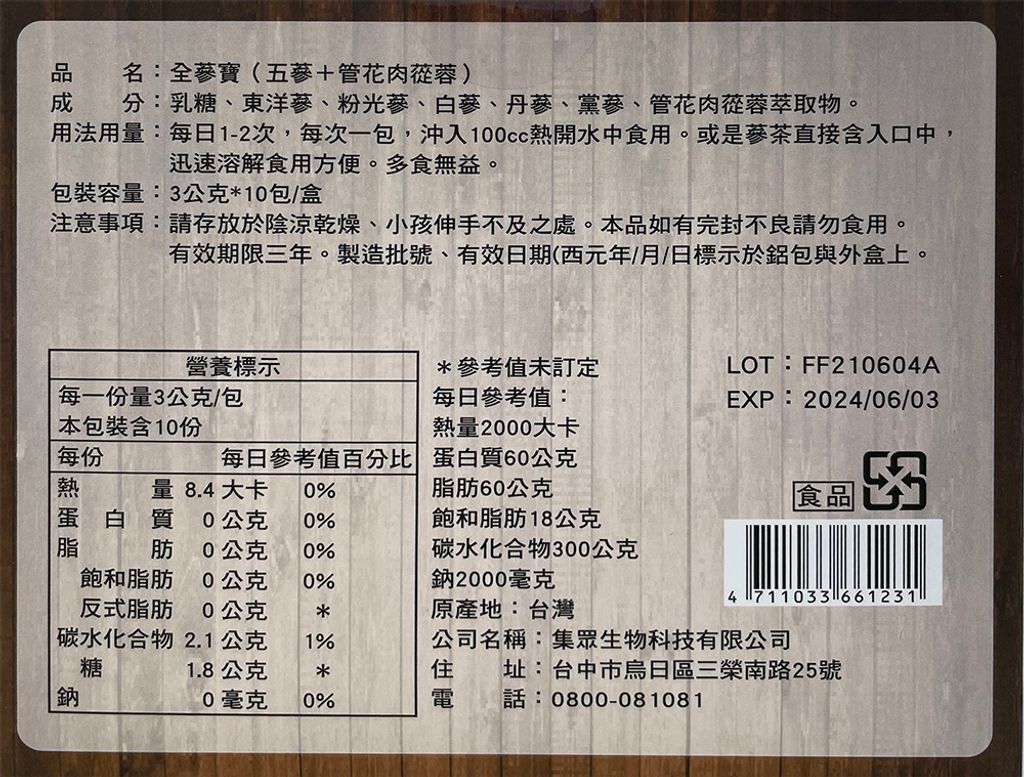 品　　名：全蔘寶（五蔘＋管花肉蓯蓉）
成　　分：乳糖、東洋蔘、粉光蔘、白蔘、丹蔘、黨蔘、管花肉蓯蓉萃取物。
用法用量：每日1-2次，每次一包，沖入100cc熱開水中食用。或是蔘茶直接含入口中，
迅速溶解食用方便。多食無益。
包裝容量：3公克*10包/盒
注意事項：請存放於陰涼乾燥、小孩伸手不及之處。本品如有完封不良請勿食用。
有效期限三年。製造批號、有效日期(西元年/月/日標示於鋁包與外盒上。
營養標示
每一份量3公克/包
本包裝含10份
每份　每日參考值百分比
熱量 8.4 大卡 0%
蛋白質 0 公克 0%
脂肪 0 公克 0%
飽和脂肪 0 公克 0%
反式脂肪 0 公克 *
碳水化合物 2.1 公克 1%
糖 1.8 公克 *
鈉 0 毫克 0%
*參考值未訂定
每日參考值：
熱量2000大卡
蛋白質60公克
脂肪60公克
飽和脂肪18公克
碳水化合物300公克
鈉2000毫克
原產地：台灣
公司名稱：集眾生物科技有限公司
住　　址：台中市烏日區三榮南路25號
電　　話：0800-081081
LOT：FF210604A
EXP：2024/06/03
食品
4 711033 661231